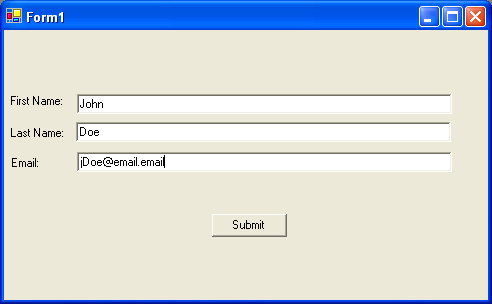 Form1
First Name: John
Last Name: Doe
Email: jDoe@email.email
Submit